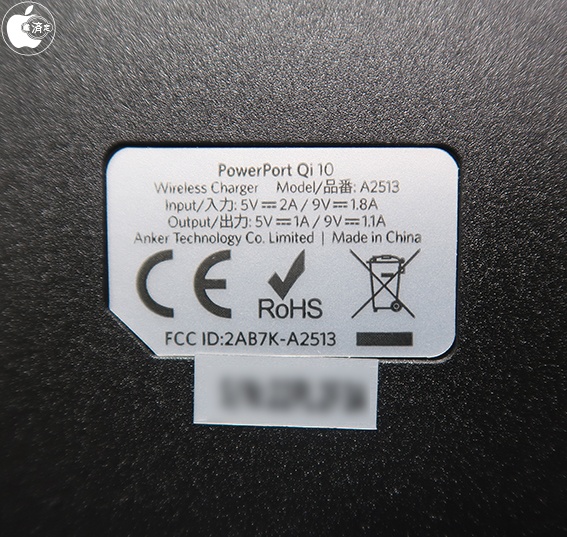 PowerPort Qi 10
Wireless Charger Model/品番: A2513
Input/入力: 5V⎓2A / 9V⎓1.8A
Output/出力: 5V⎓1A / 9V⎓1.1A
Anker Technology Co. Limited | Made in China
CE RoHS
FCC ID:2AB7K-A2513